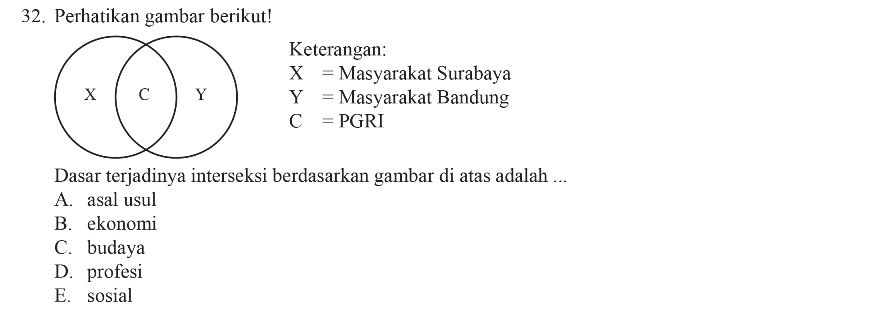 32. Perhatikan gambar berikut!
X C Y
Keterangan:
X = Masyarakat Surabaya
Y = Masyarakat Bandung
C = PGRI
Dasar terjadinya interseksi berdasarkan gambar di atas adalah ...
A. asal usul
B. ekonomi
C. budaya
D. profesi
E. sosial